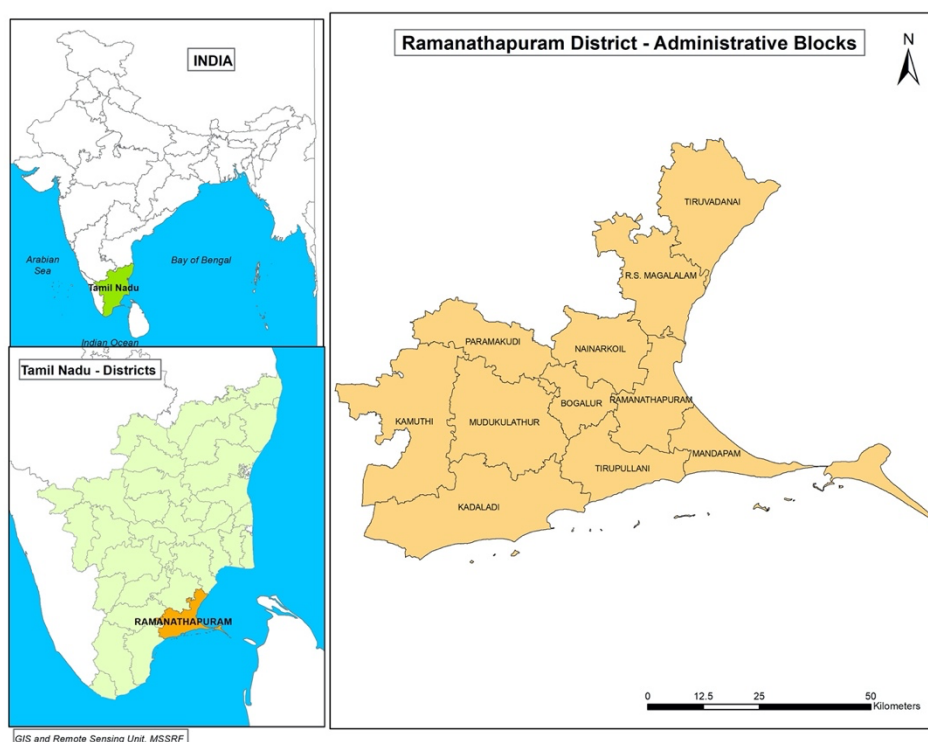 INDIA
Arabian
Sea
Bay of Bengal
Tamil Nadu
Indian Ocean
Tamil Nadu - Districts
RAMANATHAPURAM
GIS and Remote Sensing Unit, MSSRF
Ramanathapuram District - Administrative Blocks
N
TIRUVADANAI
R.S. MAGALALAM
PARAMAKUDI
NAINARKOIL
KAMUTHI
MUDUKULATHUR
BOGALUR
RAMANATHAPURAM
MANDAPAM
TIRUPULLANI
KADALADI
0 12.5 25 50
Kilometers